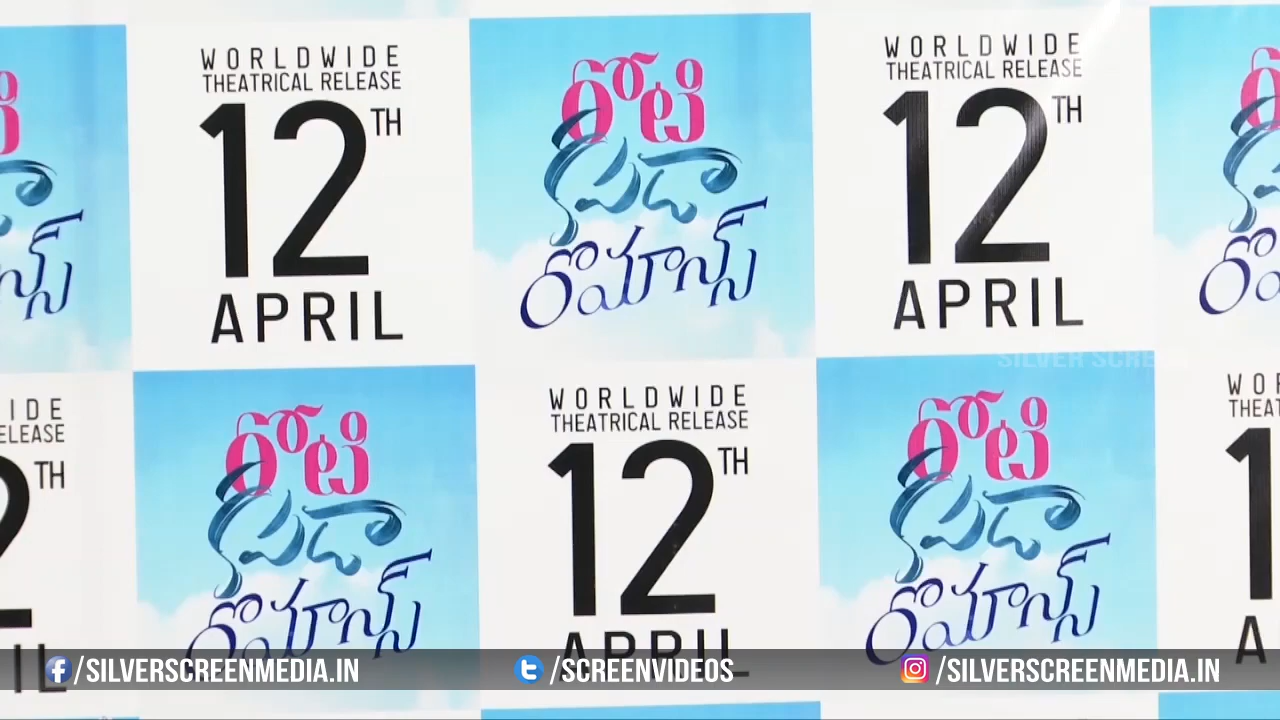 WORLDWIDE
THEATRICAL RELEASE
12TH
APRIL
రోటి
కపడా
రొమాన్స్
WORLDWIDE
THEATRICAL RELEASE
12TH
APRIL
రోటి
కపడా
రొమాన్స్
WORLDWIDE
THEATRICAL RELEASE
12TH
APRIL
రోటి
కపడా
రొమాన్స్
/SILVERSCREENMEDIA.IN
/SCREENVIDEOS
/SILVERSCREENMEDIA.IN